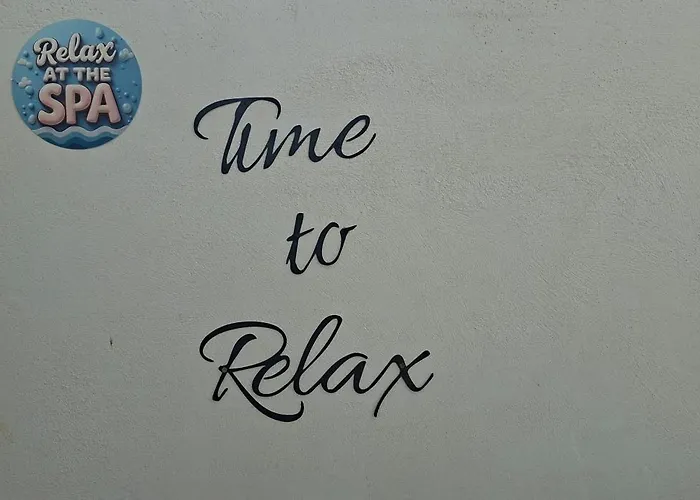 Relax
AT THE
SPA
Time
to
Relax